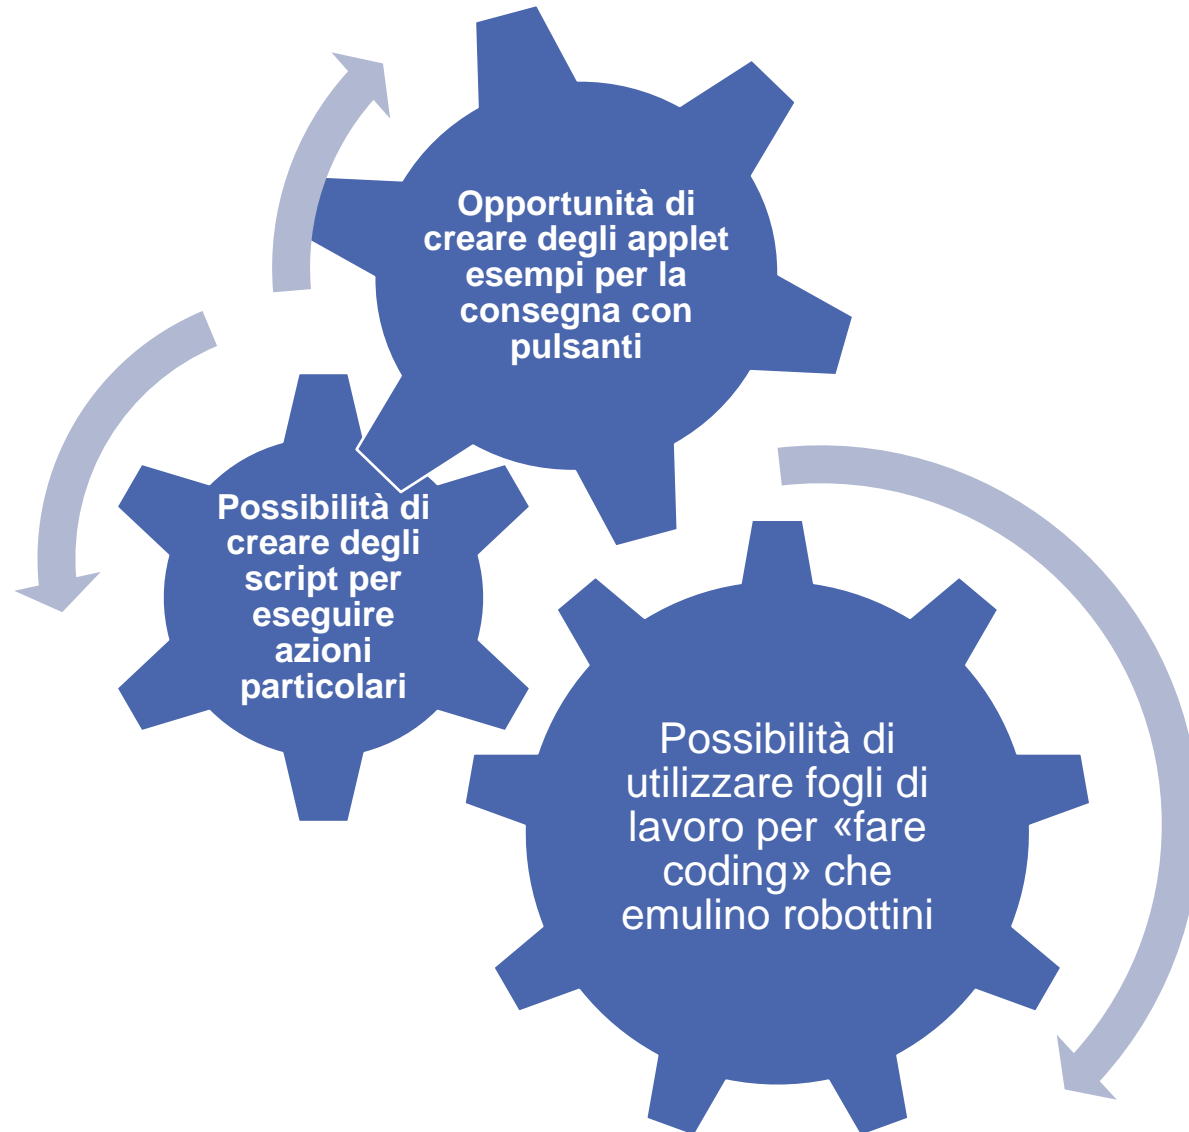 Opportunità di
creare degli applet
esempi per la
consegna con
pulsanti
Possibilità di
creare degli
script per
eseguire
azioni
particolari
Possibilità di
utilizzare fogli di
lavoro per «fare
coding» che
emulino robottini